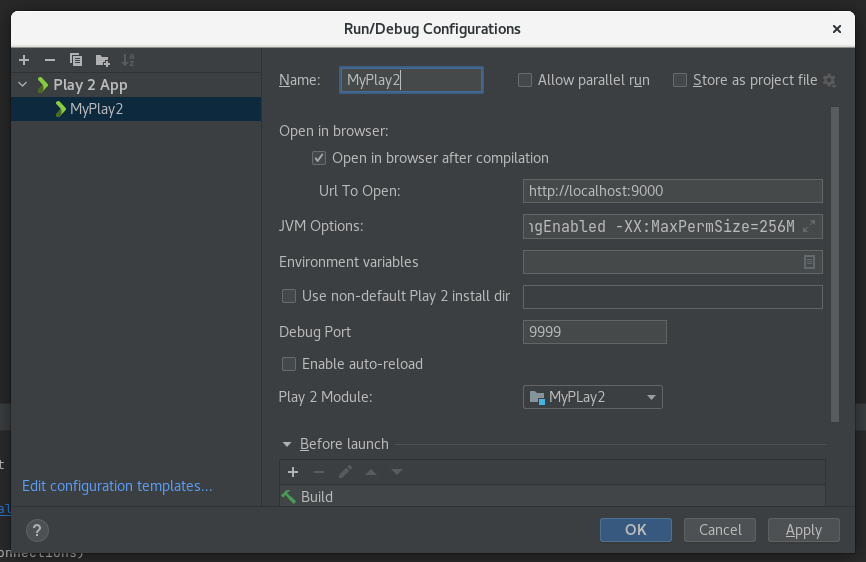 Run/Debug Configurations
Play 2 App
MyPlay2
Edit configuration templates...
Name: MyPlay2 Allow parallel run Store as project file
Open in browser:
Open in browser after compilation
Url To Open: http://localhost:9000
JVM Options: ngEnabled -XX:MaxPermSize=256M
Environment variables
Use non-default Play 2 install dir
Debug Port 9999
Enable auto-reload
Play 2 Module: MyPLay2
Before launch
Build
? OK Cancel Apply
t
al
onnections)